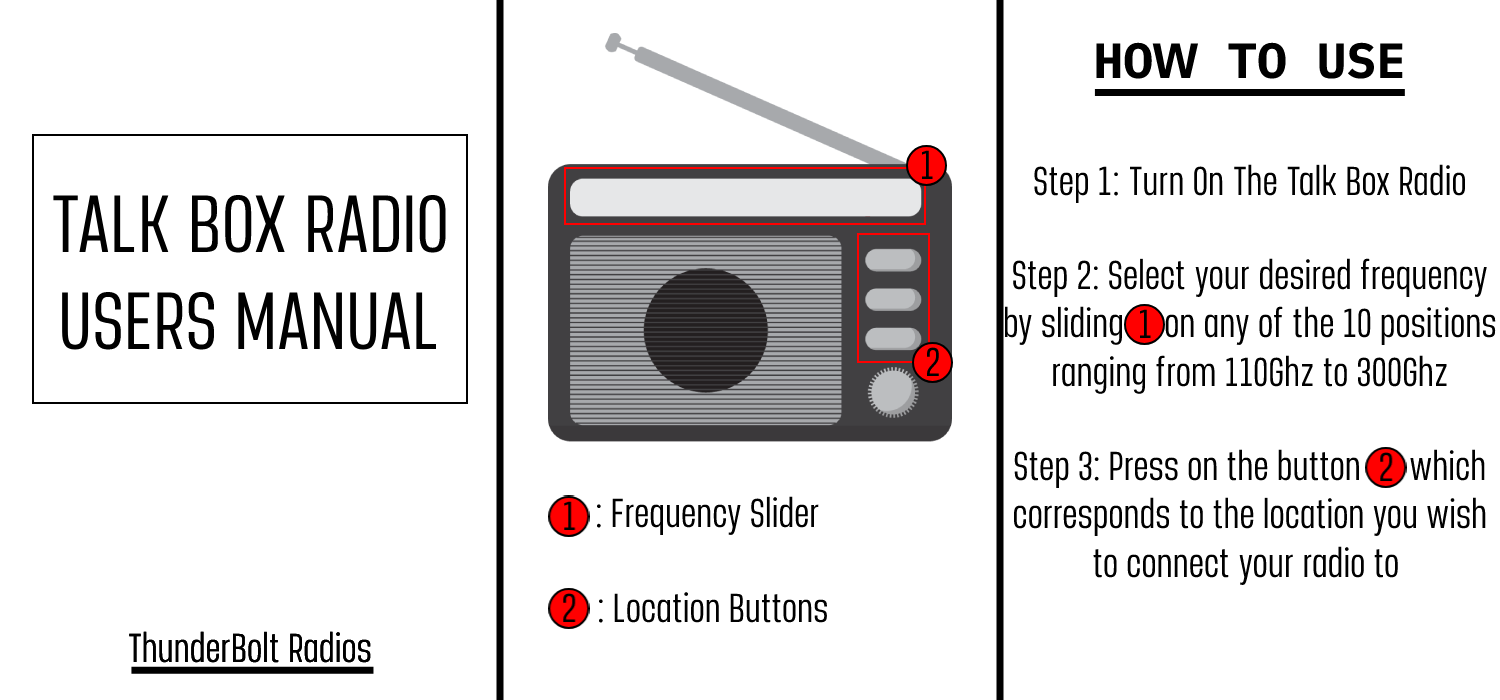 TALK BOX RADIO
USERS MANUAL
ThunderBolt Radios
1
2
1 : Frequency Slider
2 : Location Buttons
HOW TO USE
Step 1: Turn On The Talk Box Radio
Step 2: Select your desired frequency
by sliding 1 on any of the 10 positions
ranging from 110Ghz to 300Ghz
Step 3: Press on the button 2 which
corresponds to the location you wish
to connect your radio to